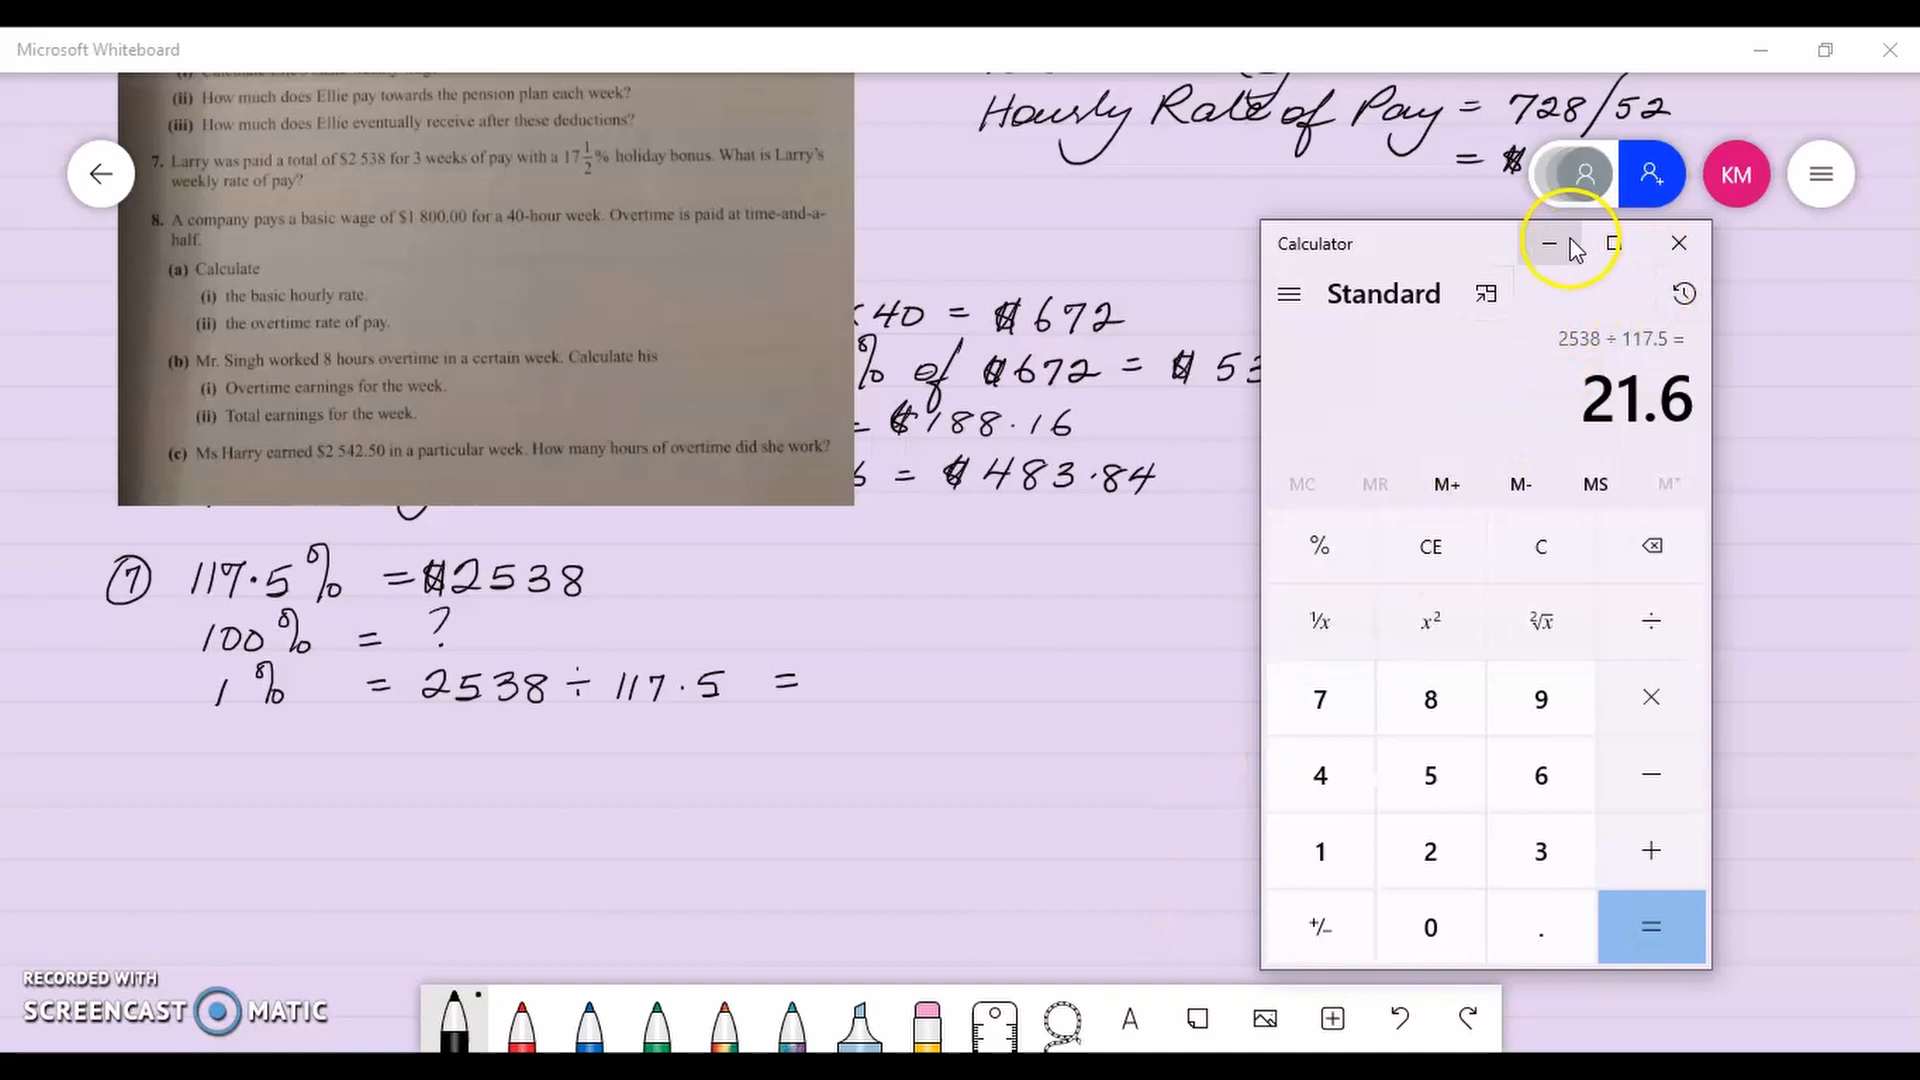 Microsoft Whiteboard
(ii) How much does Ellie pay towards the pension plan each week?
(iii) How much does Ellie eventually receive after these deductions?
7. Larry was paid a total of $2 538 for 3 weeks of pay with a 17 1/2 % holiday bonus. What is Larry's
weekly rate of pay?
8. A company pays a basic wage of $1 800.00 for a 40-hour week. Overtime is paid at time-and-a-
half.
(a) Calculate
(i) the basic hourly rate.
(ii) the overtime rate of pay.
(b) Mr. Singh worked 8 hours overtime in a certain week. Calculate his
(i) Overtime earnings for the week.
(ii) Total earnings for the week.
(c) Ms Harry earned $2 542.50 in a particular week. How many hours of overtime did she work?
Hourly Rate of Pay = 728/52
= $
KM
40 = $672
% of $672 = $ 53
= $188.16
6 = $483.84
⑦ 117.5% = $2538
100% = ?
1% = 2538 ÷ 117.5 =
Calculator
Standard
2538 ÷ 117.5 =
21.6
MC MR M+ M- MS M˅
% CE C
1/x x² ²√x ÷
7 8 9 ×
4 5 6 −
1 2 3 +
+/− 0 . =
RECORDED WITH
SCREENCAST MATIC
A